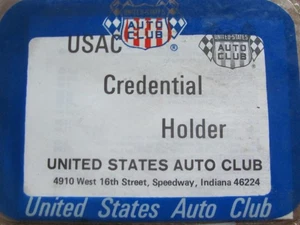 AUTO
CLUB
®
UNITED STATES
AUTO
CLUB
USAC
Credential
Holder
UNITED STATES AUTO CLUB
4910 West 16th Street, Speedway, Indiana 46224
United States Auto Club